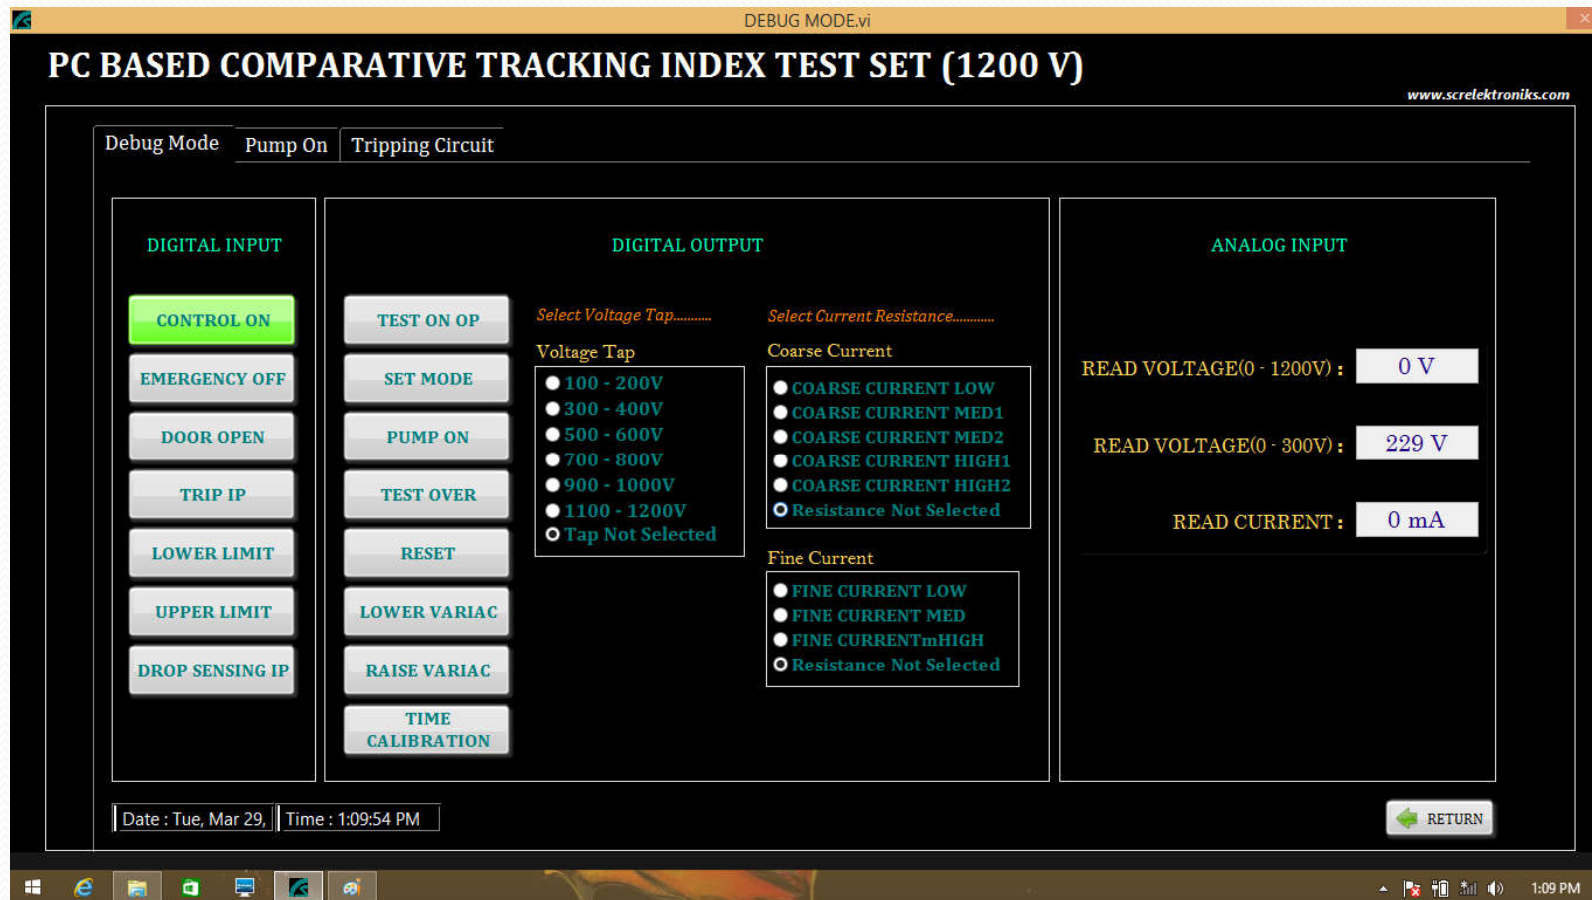 DEBUG MODE.vi
PC BASED COMPARATIVE TRACKING INDEX TEST SET (1200 V)
www.screlektroniks.com
Debug Mode
Pump On
Tripping Circuit
DIGITAL INPUT
CONTROL ON
EMERGENCY OFF
DOOR OPEN
TRIP IP
LOWER LIMIT
UPPER LIMIT
DROP SENSING IP
DIGITAL OUTPUT
TEST ON OP
SET MODE
PUMP ON
TEST OVER
RESET
LOWER VARIAC
RAISE VARIAC
TIME
CALIBRATION
Select Voltage Tap...........
Voltage Tap
100 - 200V
300 - 400V
500 - 600V
700 - 800V
900 - 1000V
1100 - 1200V
Tap Not Selected
Select Current Resistance............
Coarse Current
COARSE CURRENT LOW
COARSE CURRENT MED1
COARSE CURRENT MED2
COARSE CURRENT HIGH1
COARSE CURRENT HIGH2
Resistance Not Selected
Fine Current
FINE CURRENT LOW
FINE CURRENT MED
FINE CURRENTmHIGH
Resistance Not Selected
ANALOG INPUT
READ VOLTAGE(0 - 1200V) : 0 V
READ VOLTAGE(0 - 300V) : 229 V
READ CURRENT : 0 mA
Date : Tue, Mar 29,
Time : 1:09:54 PM
RETURN
1:09 PM